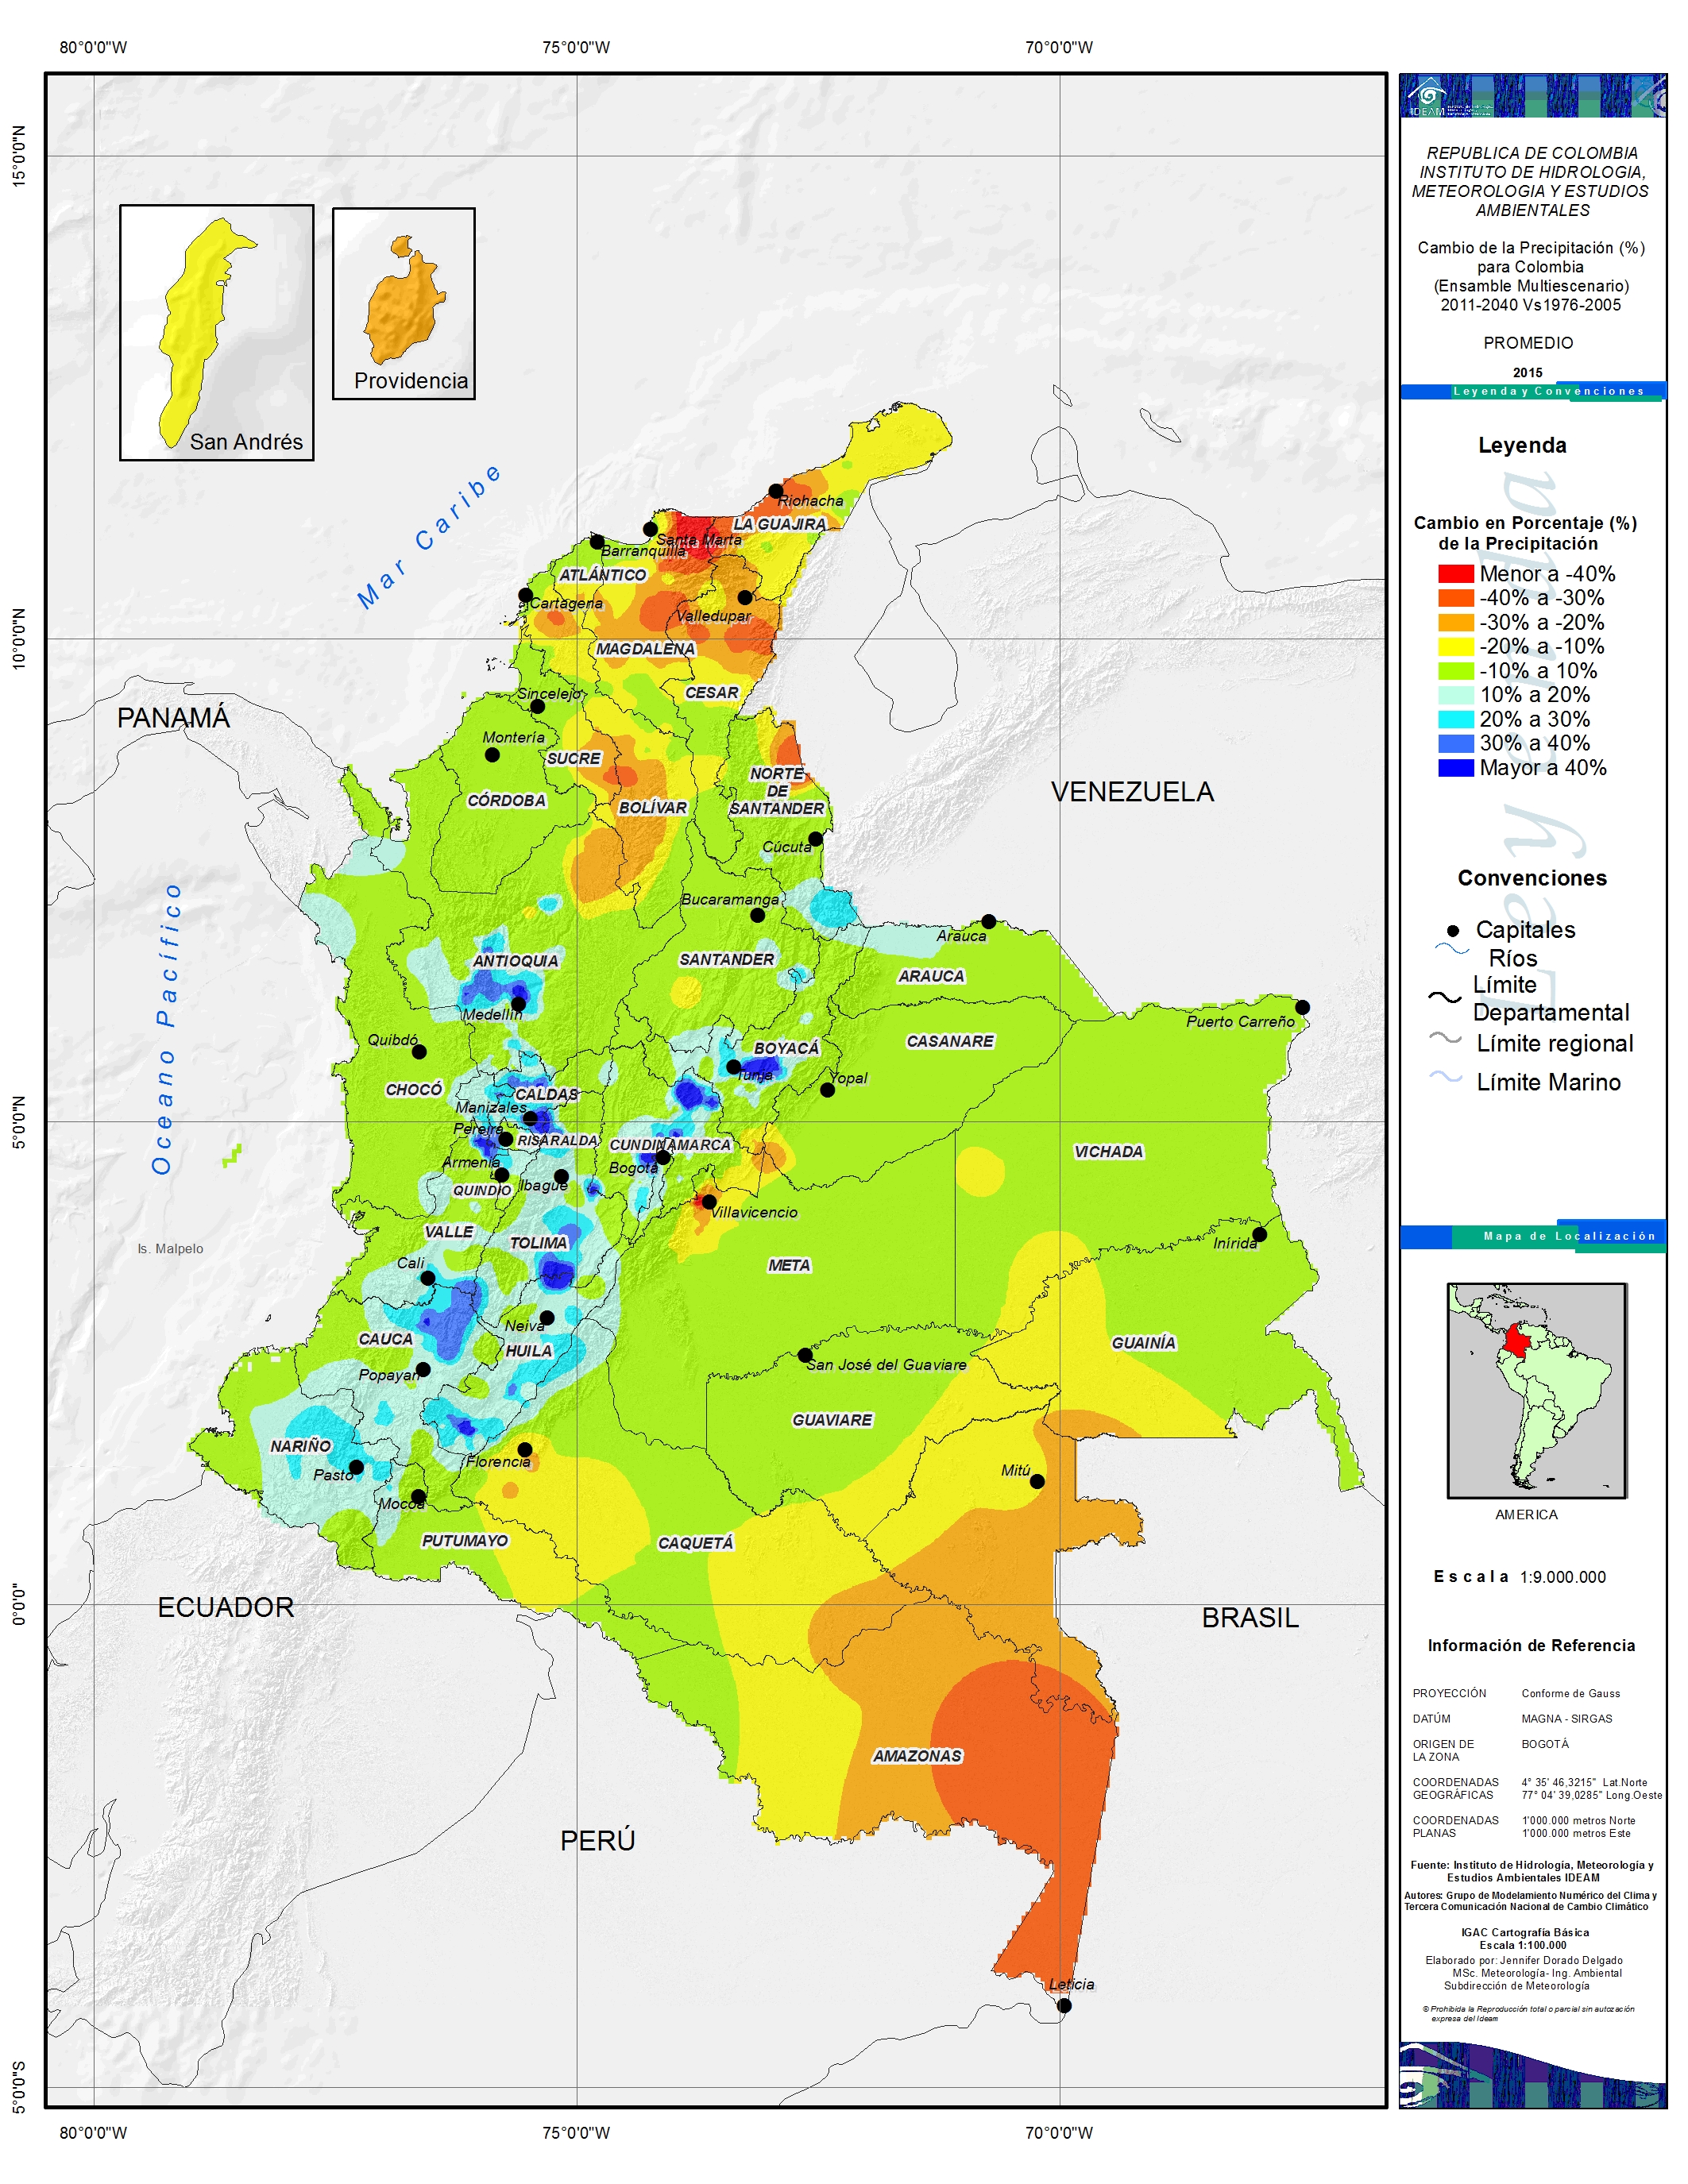 80°0'0"W
75°0'0"W
70°0'0"W
15°0'0"N
10°0'0"N
5°0'0"N
0°0'0"
5°0'0"S
San Andrés
Providencia
Mar Caribe
Oceano Pacífico
PANAMÁ
VENEZUELA
ECUADOR
PERÚ
BRASIL
Is. Malpelo
Riohacha
LA GUAJIRA
Santa Marta
Barranquilla
ATLÁNTICO
Cartagena
Valledupar
MAGDALENA
CESAR
Sincelejo
Montería
SUCRE
CÓRDOBA
BOLÍVAR
NORTE
DE
SANTANDER
Cúcuta
Bucaramanga
Arauca
ANTIOQUIA
SANTANDER
ARAUCA
Medellín
Puerto Carreño
Quibdó
BOYACÁ
CASANARE
Tunja
Yopal
CHOCÓ
CALDAS
Manizales
Pereira
RISARALDA
CUNDINAMARCA
VICHADA
Armenia
Bogotá
QUINDIO
Ibague
Villavicencio
VALLE
TOLIMA
Inírida
Cali
META
Neiva
CAUCA
HUILA
GUAINÍA
Popayan
San José del Guaviare
GUAVIARE
NARIÑO
Pasto
Florencia
Mitú
Mocoa
PUTUMAYO
CAQUETÁ
AMAZONAS
Leticia
80°0'0"W
75°0'0"W
70°0'0"W
IDEAM
REPUBLICA DE COLOMBIA
INSTITUTO DE HIDROLOGIA,
METEOROLOGIA Y ESTUDIOS
AMBIENTALES
Cambio de la Precipitación (%)
para Colombia
(Ensamble Multiescenario)
2011-2040 Vs1976-2005
PROMEDIO
2015
Leyenda y Convenciones
Leyenda
Cambio en Porcentaje (%)
de la Precipitación
Menor a -40%
-40% a -30%
-30% a -20%
-20% a -10%
-10% a 10%
10% a 20%
20% a 30%
30% a 40%
Mayor a 40%
Ley enda
Convenciones
Capitales
Ríos
Límite
Departamental
Límite regional
Límite Marino
Mapa de Localización
AMERICA
Escala 1:9.000.000
Información de Referencia
PROYECCIÓN Conforme de Gauss
DATÚM MAGNA - SIRGAS
ORIGEN DE BOGOTÁ
LA ZONA
COORDENADAS 4° 35' 46,3215" Lat.Norte
GEOGRÁFICAS 77° 04' 39,0285" Long.Oeste
COORDENADAS 1'000.000 metros Norte
PLANAS 1'000.000 metros Este
Fuente: Instituto de Hidrología, Meteorología y
Estudios Ambientales IDEAM
Autores: Grupo de Modelamiento Numérico del Clima y
Tercera Comunicación Nacional de Cambio Climático
IGAC Cartografía Básica
Escala 1:100.000
Elaborado por: Jennifer Dorado Delgado
MSc. Meteorología- Ing. Ambiental
Subdirección de Meteorología
® Prohibida la Reproducción total o parcial sin autozación
expresa del Ideam